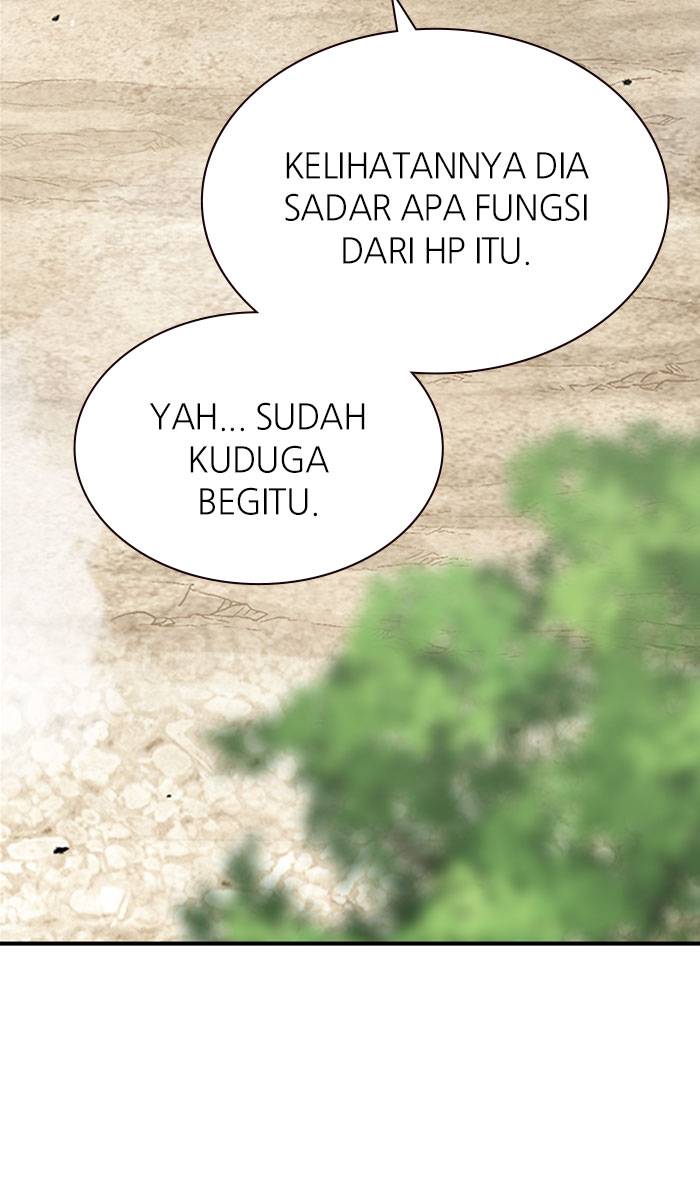 KELIHATANNYA DIA
SADAR APA FUNGSI
DARI HP ITU.
YAH... SUDAH
KUDUGA
BEGITU.